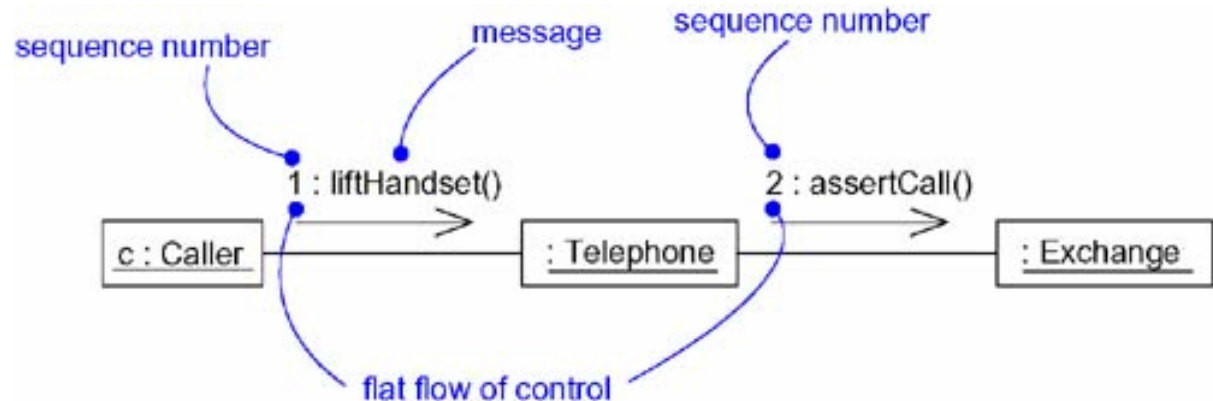 sequence number
message
sequence number
1 : liftHandset()
2 : assertCall()
c : Caller
: Telephone
: Exchange
flat flow of control